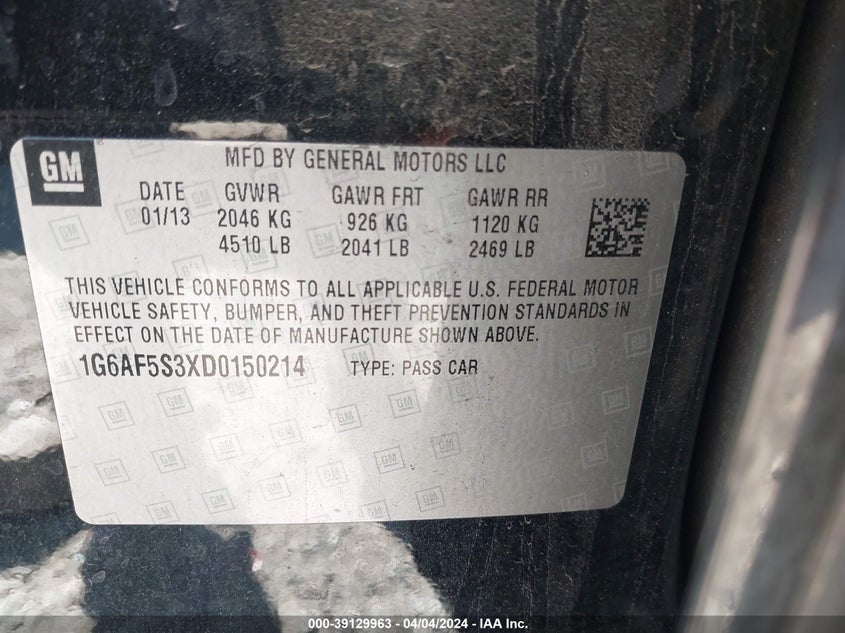 GM
MFD BY GENERAL MOTORS LLC
DATE GVWR GAWR FRT GAWR RR
01/13 2046 KG 926 KG 1120 KG
4510 LB 2041 LB 2469 LB
THIS VEHICLE CONFORMS TO ALL APPLICABLE U.S. FEDERAL MOTOR
VEHICLE SAFETY, BUMPER, AND THEFT PREVENTION STANDARDS IN
EFFECT ON THE DATE OF MANUFACTURE SHOWN ABOVE.
1G6AF5S3XD0150214 TYPE: PASS CAR
000-39129963 - 04/04/2024 - IAA Inc.